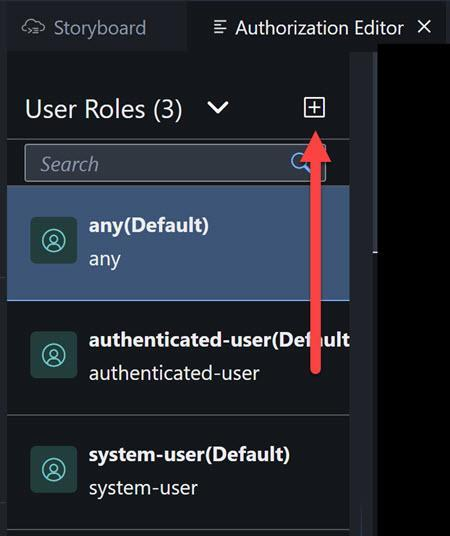 Storyboard
Authorization Editor
User Roles (3)
Search
any(Default)
any
authenticated-user(Default
authenticated-user
system-user(Default)
system-user